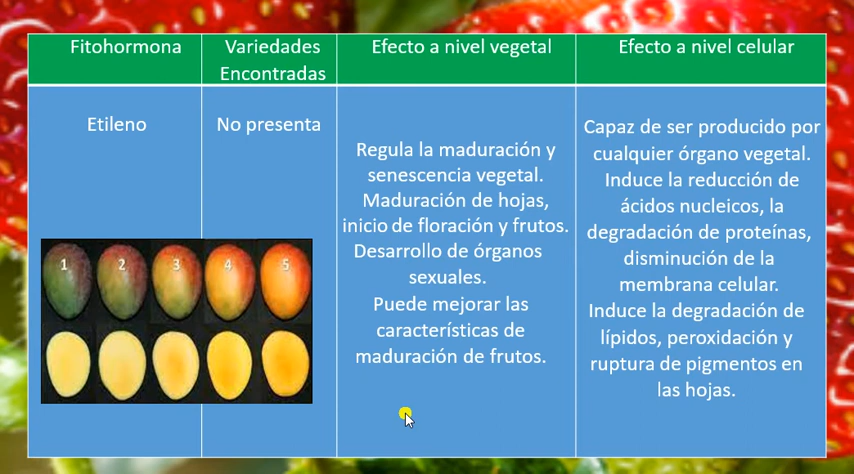 Fitohormona
Variedades
Encontradas
Efecto a nivel vegetal
Efecto a nivel celular
Etileno
No presenta
Regula la maduración y
senescencia vegetal.
Maduración de hojas,
inicio de floración y frutos.
Desarrollo de órganos
sexuales.
Puede mejorar las
características de
maduración de frutos.
Capaz de ser producido por
cualquier órgano vegetal.
Induce la reducción de
ácidos nucleicos, la
degradación de proteínas,
disminución de la
membrana celular.
Induce la degradación de
lípidos, peroxidación y
ruptura de pigmentos en
las hojas.
1 2 3 4 5